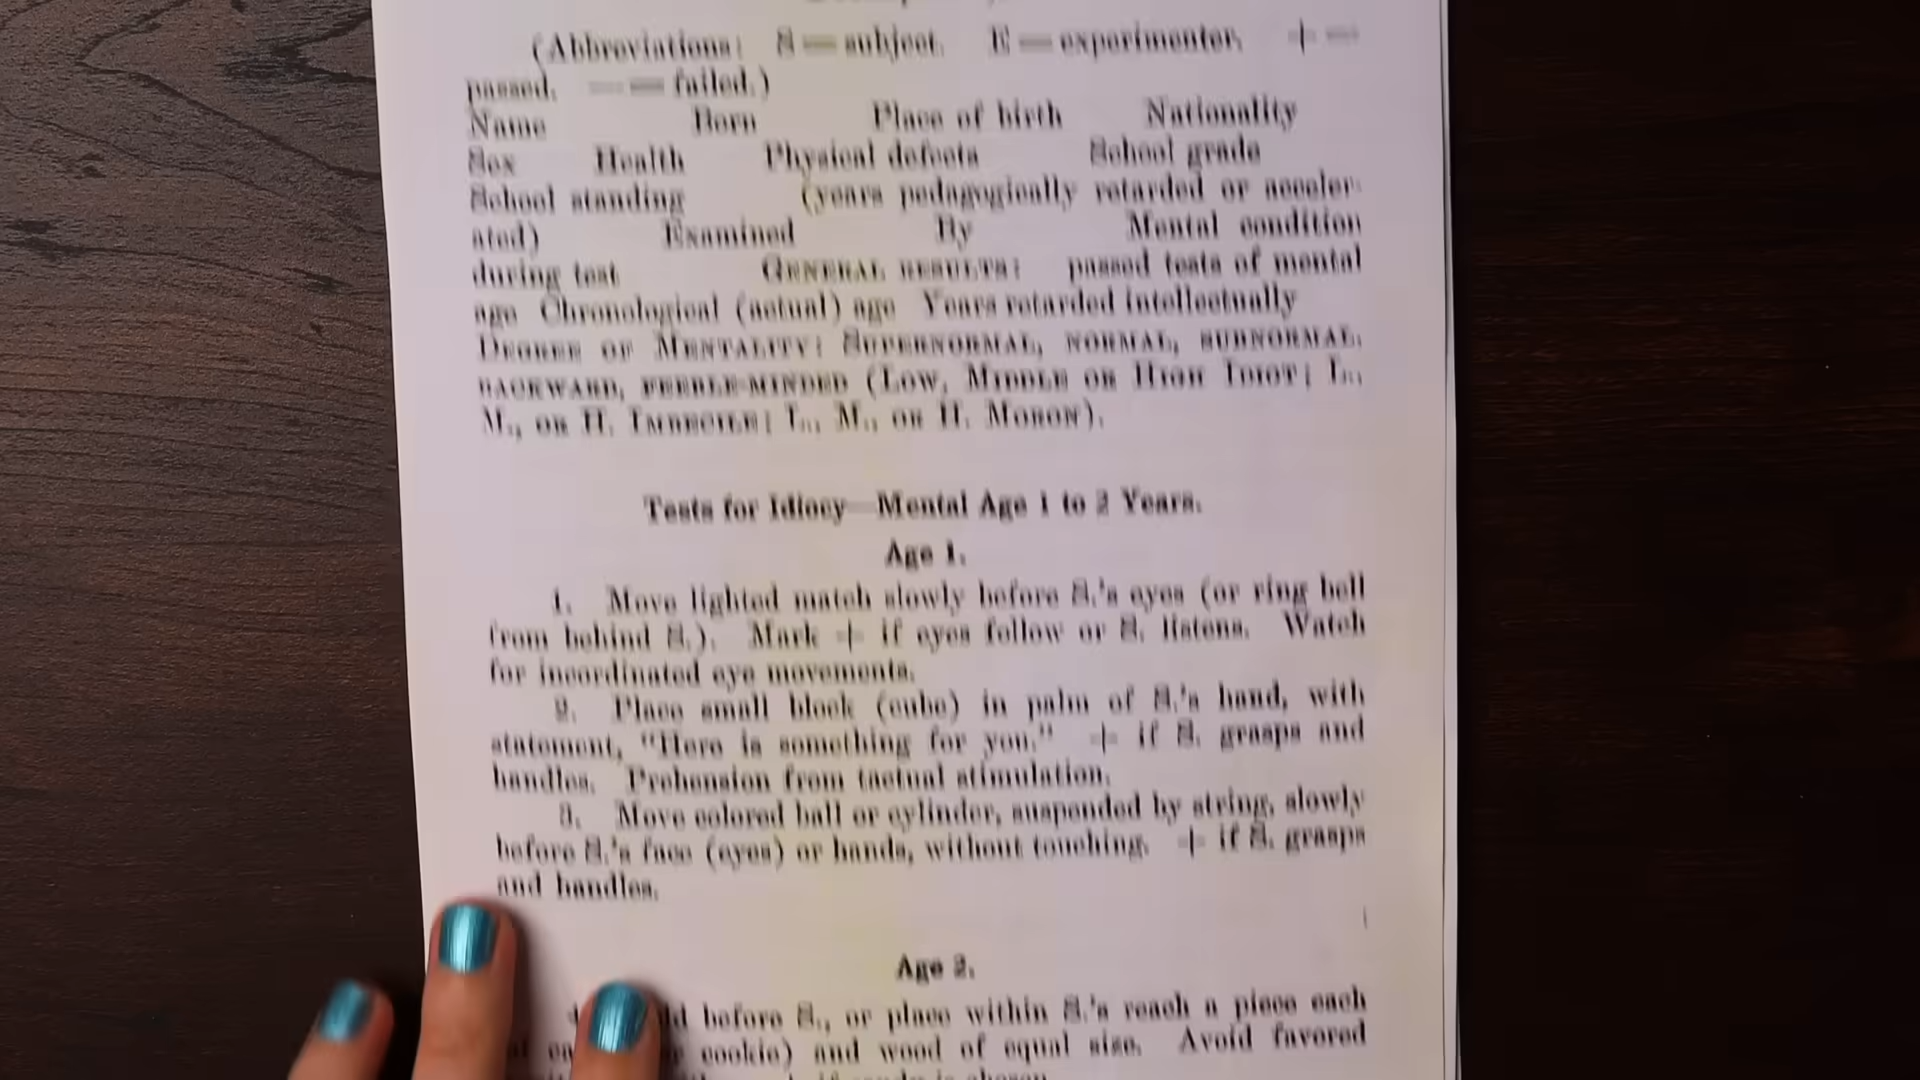 (Abbreviations: S = subject. E = experimenter. + =
passed. — = failed.)
Name Born Place of birth Nationality
Sex Health Physical defects School grade
School standing (years pedagogically retarded or acceler-
ated) Examined By Mental condition
during test GENERAL RESULTS: passed tests of mental
age Chronological (actual) age Years retarded intellectually
DEGREE OF MENTALITY: SUPERNORMAL, NORMAL, SUBNORMAL,
BACKWARD, FEEBLE-MINDED (LOW, MIDDLE OR HIGH IDIOT; L.,
M., OR H. IMBECILE; L., M., OR H. MORON).
Tests for Idiocy—Mental Age 1 to 2 Years.
Age 1.
1. Move lighted match slowly before S.'s eyes (or ring bell
from behind S.). Mark + if eyes follow or S. listens. Watch
for incordinated eye movements.
2. Place small block (cube) in palm of S.'s hand, with
statement, "Here is something for you." + if S. grasps and
handles. Prehension from tactual stimulation.
3. Move colored ball or cylinder, suspended by string, slowly
before S.'s face (eyes) or hands, without touching. + if S. grasps
and handles.
Age 2.
before S., or place within S.'s reach a piece each
cookie) and wood of equal size. Avoid favored